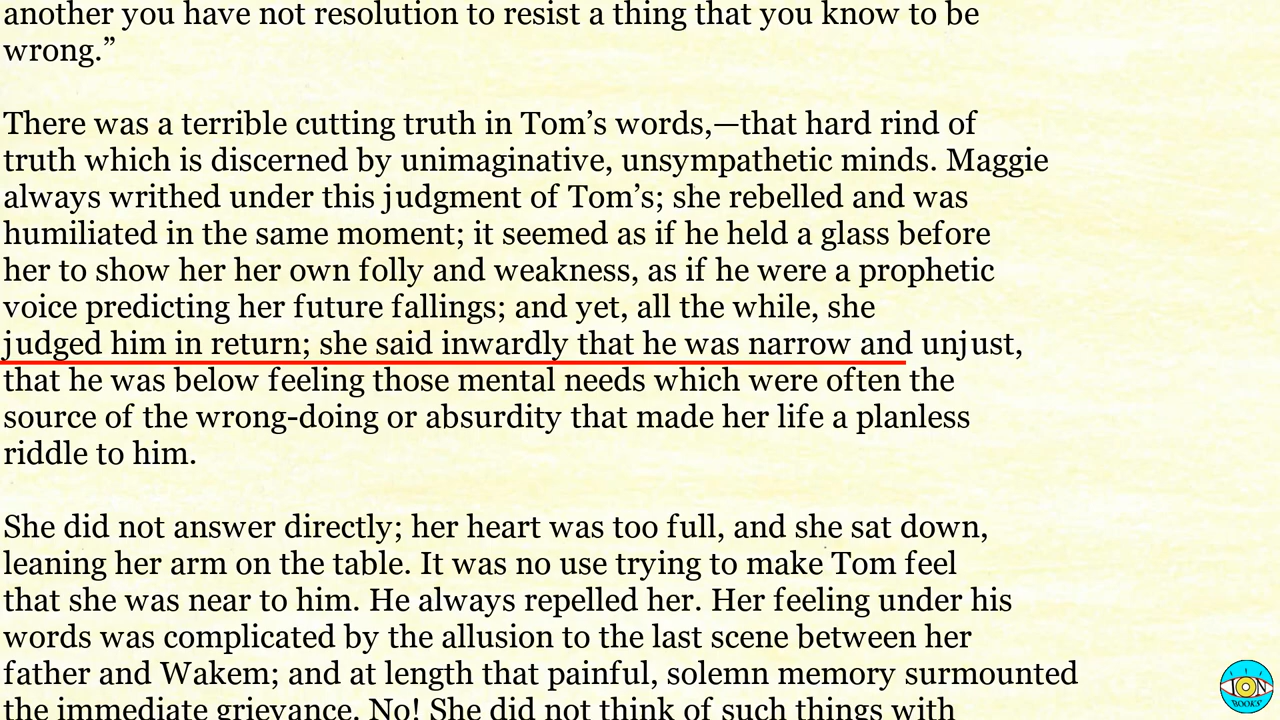 another you have not resolution to resist a thing that you know to be
wrong.”
There was a terrible cutting truth in Tom’s words,—that hard rind of
truth which is discerned by unimaginative, unsympathetic minds. Maggie
always writhed under this judgment of Tom’s; she rebelled and was
humiliated in the same moment; it seemed as if he held a glass before
her to show her her own folly and weakness, as if he were a prophetic
voice predicting her future fallings; and yet, all the while, she
judged him in return; she said inwardly that he was narrow and unjust,
that he was below feeling those mental needs which were often the
source of the wrong-doing or absurdity that made her life a planless
riddle to him.
She did not answer directly; her heart was too full, and she sat down,
leaning her arm on the table. It was no use trying to make Tom feel
that she was near to him. He always repelled her. Her feeling under his
words was complicated by the allusion to the last scene between her
father and Wakem; and at length that painful, solemn memory surmounted
the immediate grievance. No! She did not think of such things with
ION
BOOKS